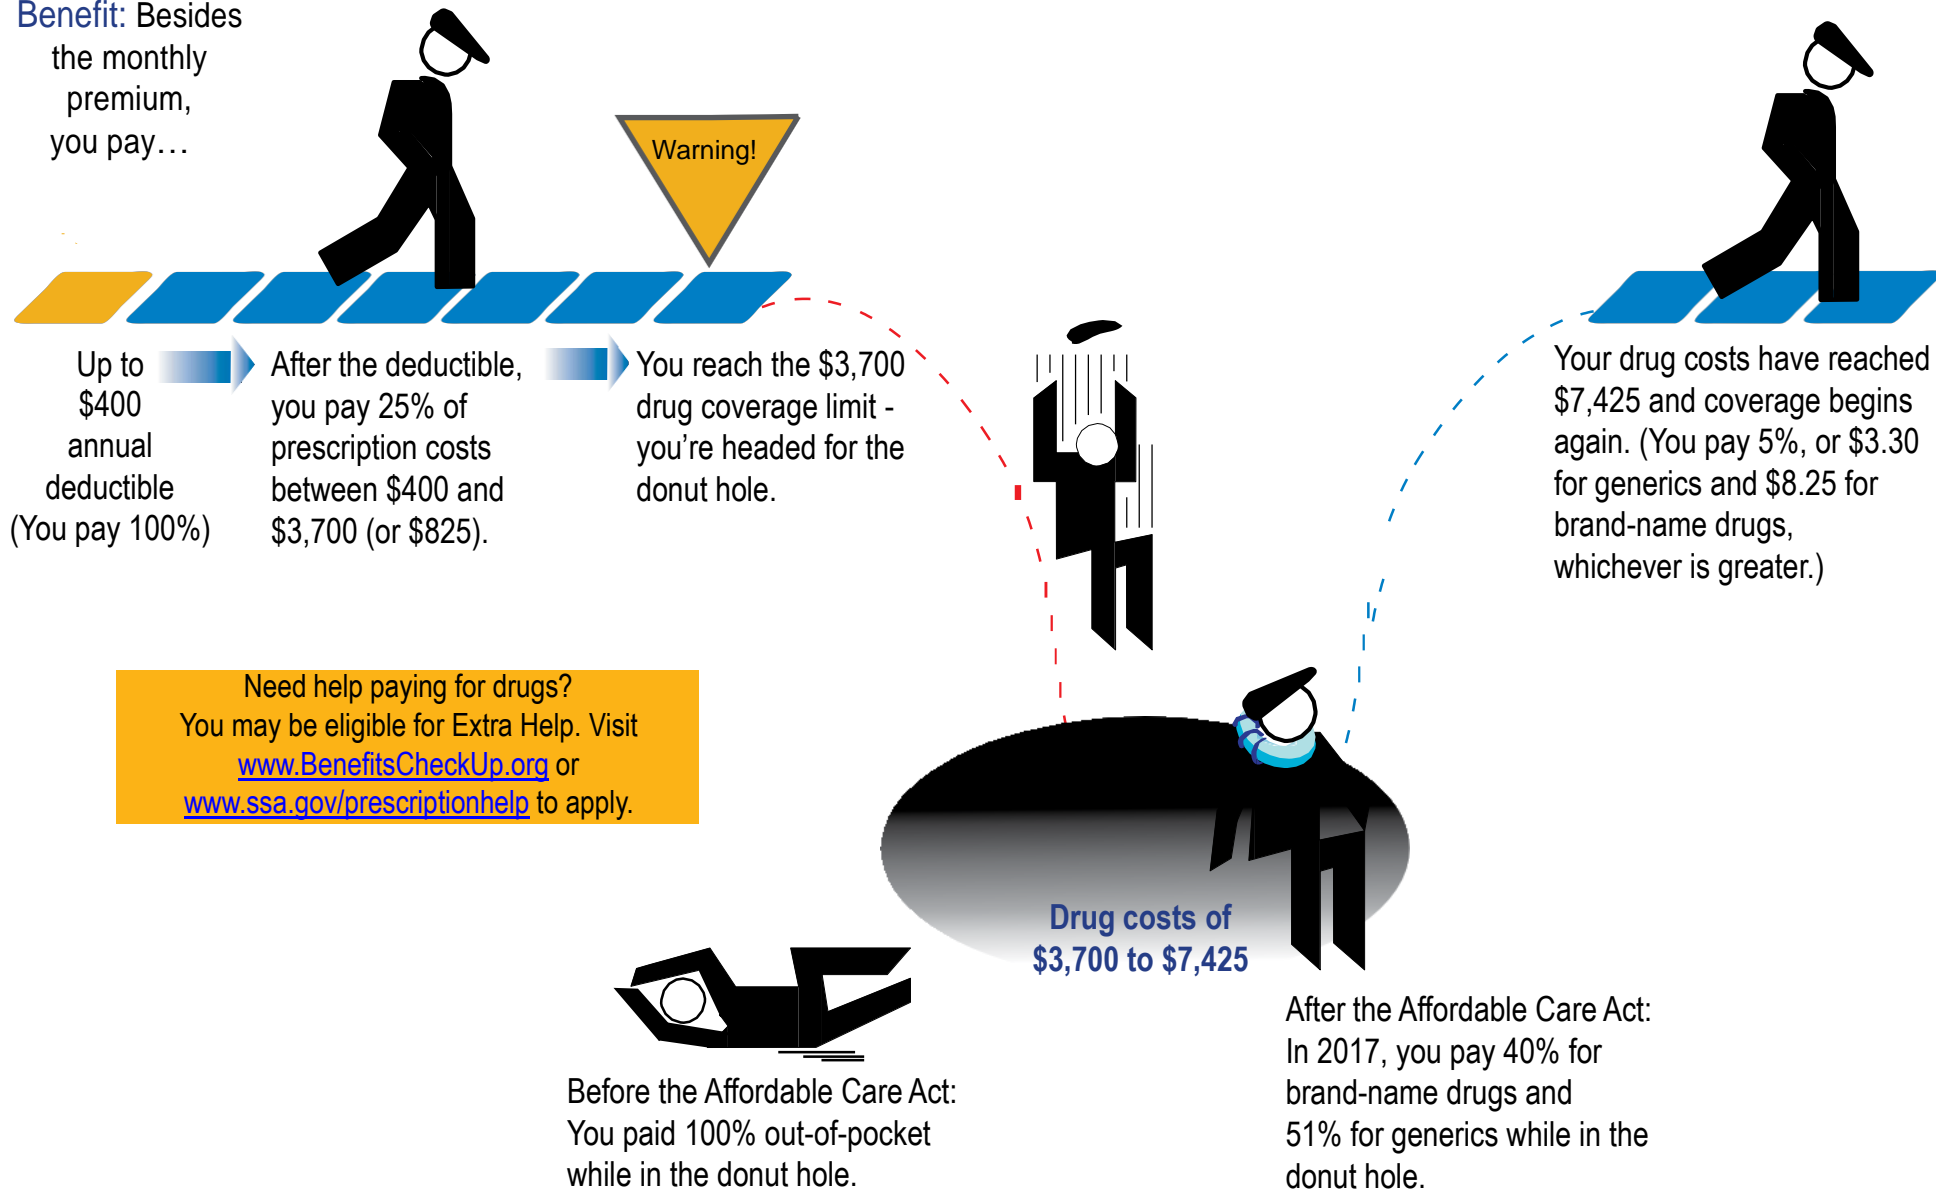 Benefit: Besides
the monthly
premium,
you pay…
Warning!
Up to
$400
annual
deductible
(You pay 100%)
After the deductible,
you pay 25% of
prescription costs
between $400 and
$3,700 (or $825).
You reach the $3,700
drug coverage limit -
you're headed for the
donut hole.
Your drug costs have reached
$7,425 and coverage begins
again. (You pay 5%, or $3.30
for generics and $8.25 for
brand-name drugs,
whichever is greater.)
Need help paying for drugs?
You may be eligible for Extra Help. Visit
www.BenefitsCheckUp.org or
www.ssa.gov/prescriptionhelp to apply.
Drug costs of
$3,700 to $7,425
Before the Affordable Care Act:
You paid 100% out-of-pocket
while in the donut hole.
After the Affordable Care Act:
In 2017, you pay 40% for
brand-name drugs and
51% for generics while in the
donut hole.